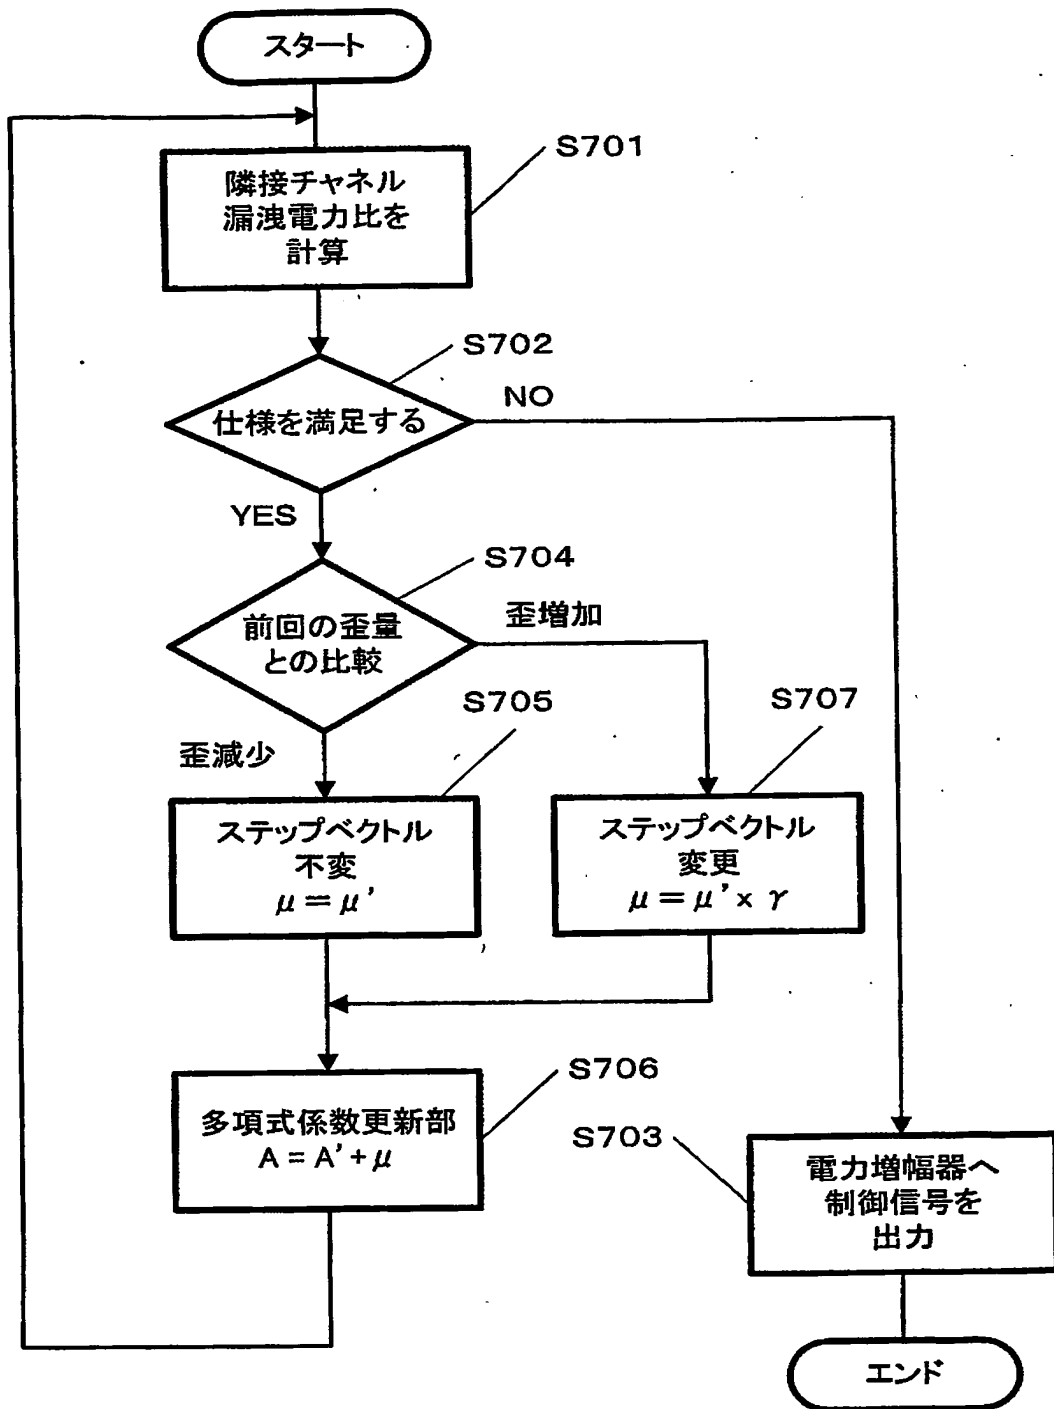 スタート
S701
隣接チャネル
漏洩電力比を
計算
S702
仕様を満足する
NO
YES
S704
前回の歪量
との比較
歪増加
歪減少
S705
ステップベクトル
不変
μ = μ'
S707
ステップベクトル
変更
μ = μ' × γ
S706
多項式係数更新部
A = A' + μ
S703
電力増幅器へ
制御信号を
出力
エンド